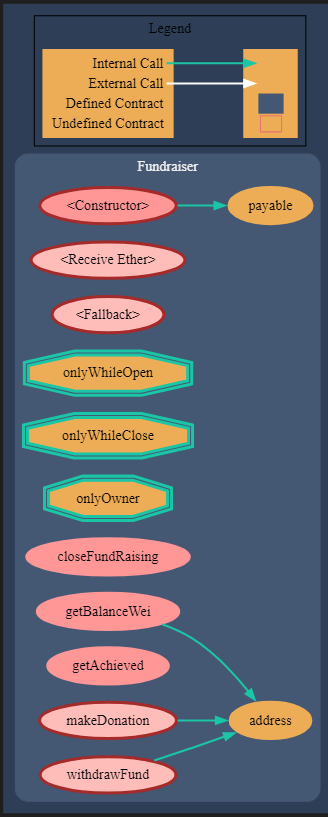 Legend
Internal Call
External Call
Defined Contract
Undefined Contract
Fundraiser
<Constructor>
payable
<Receive Ether>
<Fallback>
onlyWhileOpen
onlyWhileClose
onlyOwner
closeFundRaising
getBalanceWei
getAchieved
makeDonation
address
withdrawFund